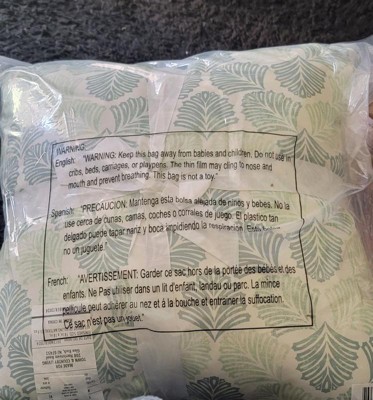 WARNING:
English: "WARNING: Keep this bag away from babies and children. Do not use in
cribs, beds, carriages, or playpens. The thin film may cling to nose and
mouth and prevent breathing. This bag is not a toy."
Spanish: "PRECAUCION: Mantenga esta bolsa alejada de niños y bebes. No la
use cerca de cunas, camas, coches o corrales de juego. El plastico tan
delgado puede tapar nariz y boca impidiendo la respiracion.
no un juguete."
French: "AVERTISSEMENT: Garder ce sac hors de la portée des bébés et des
enfants. Ne Pas utiliser dans un lit d'enfant, landau ou parc. La mince
pellicule peut adhérer au nez et à la bouche et entraîner la suffocation.
Ce sac n'est pas un jouet."